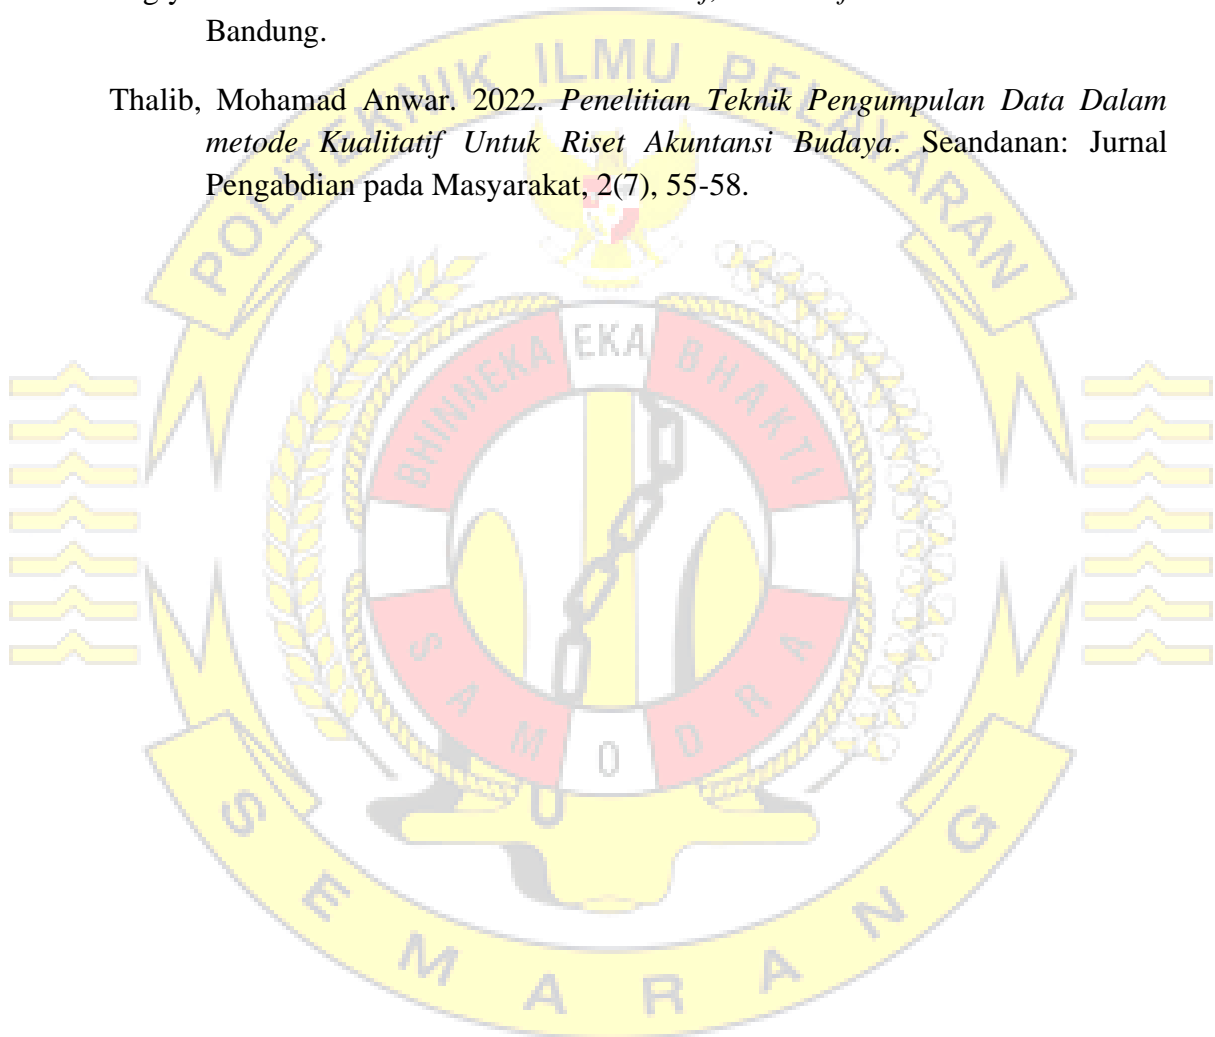 Bandung.
Thalib, Mohamad Anwar. 2022. Penelitian Teknik Pengumpulan Data Dalam
metode Kualitatif Untuk Riset Akuntansi Budaya. Seandanan: Jurnal
Pengabdian pada Masyarakat, 2(7), 55-58.
POLITEKNIK ILMU PELAYARAN
BHINNEKA EKA BHAKTI
SAMODRA
SEMARANG